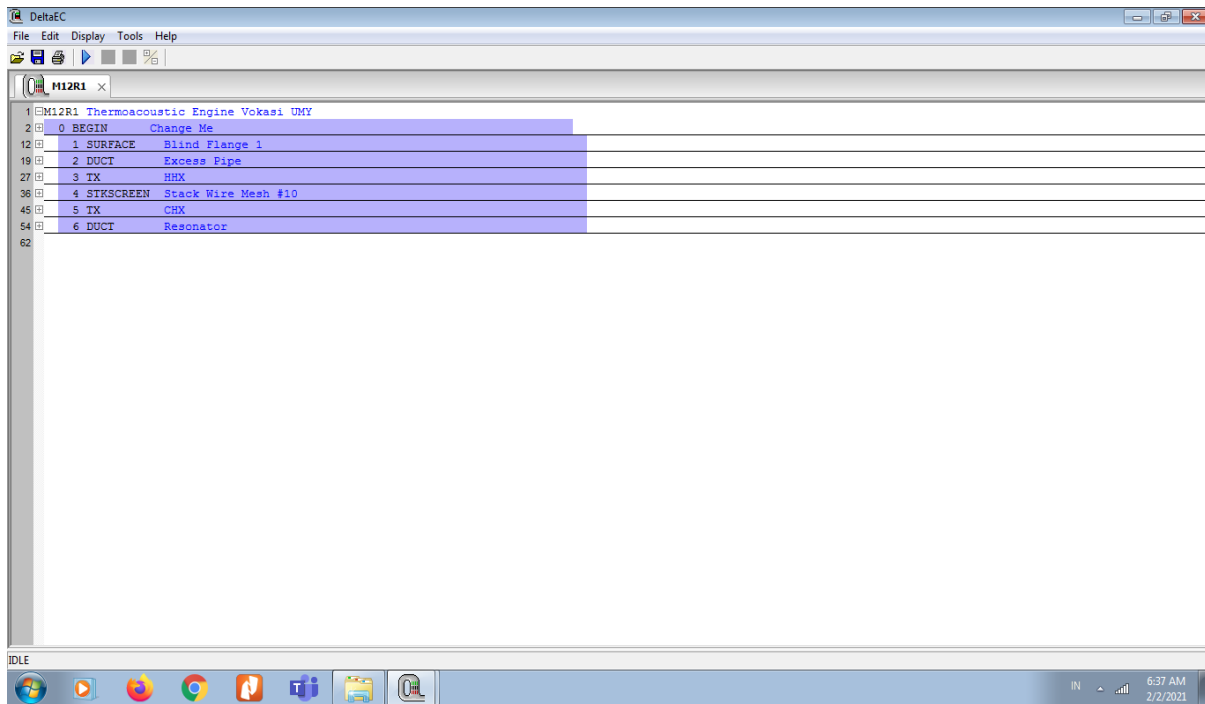 DeltaEC
File Edit Display Tools Help
M12R1
1 M12R1 Thermoacoustic Engine Vokasi UMY
2 0 BEGIN Change Me
12 1 SURFACE Blind Flange 1
19 2 DUCT Excess Pipe
27 3 TX HHX
36 4 STKSCREEN Stack Wire Mesh #10
45 5 TX CHX
54 6 DUCT Resonator
62
IDLE
IN 6:37 AM
2/2/2021